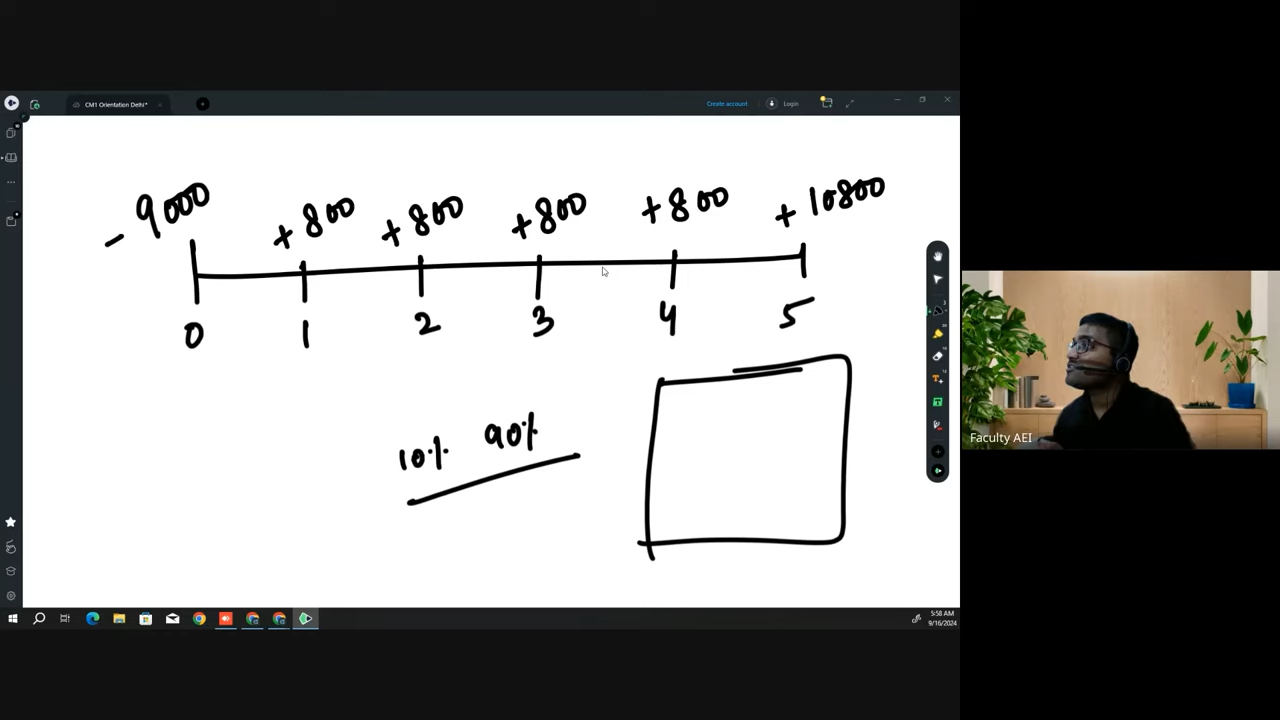 CM1 Orientation Delhi*
Create account
Login
- 9000 +800 +800 +800 +800 +10800
0 1 2 3 4 5
10% 90%
Faculty AEI
5:58 AM
9/16/2024